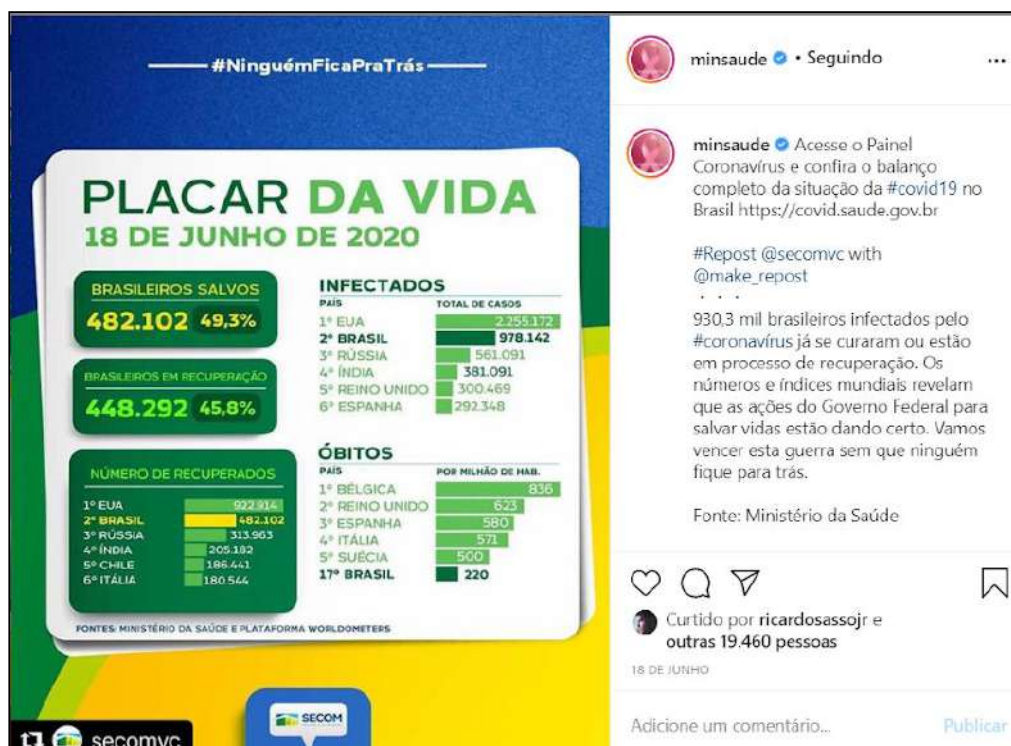 #NinguémFicaPraTrás
PLACAR DA VIDA
18 DE JUNHO DE 2020
BRASILEIROS SALVOS
482.102 49,3%
BRASILEIROS EM RECUPERAÇÃO
448.292 45,8%
NÚMERO DE RECUPERADOS
1º EUA 922.914
2º BRASIL 482.102
3º RÚSSIA 313.963
4º ÍNDIA 205.182
5º CHILE 186.441
6º ITÁLIA 180.544
INFECTADOS
PAÍS TOTAL DE CASOS
1º EUA 2.255.172
2º BRASIL 978.142
3º RÚSSIA 561.091
4º ÍNDIA 381.091
5º REINO UNIDO 300.469
6º ESPANHA 292.348
ÓBITOS
PAÍS POR MILHÃO DE HAB.
1º BÉLGICA 836
2º REINO UNIDO 623
3º ESPANHA 580
4º ITÁLIA 571
5º SUÉCIA 500
17º BRASIL 220
FONTES: MINISTÉRIO DA SAÚDE E PLATAFORMA WORLDOMETERS
SECOM
secomvc
minsaude • Seguindo
minsaude Acesse o Painel
Coronavírus e confira o balanço
completo da situação da #covid19 no
Brasil https://covid.saude.gov.br
#Repost @secomvc with
@make_repost
・・・
930,3 mil brasileiros infectados pelo
#coronavírus já se curaram ou estão
em processo de recuperação. Os
números e índices mundiais revelam
que as ações do Governo Federal para
salvar vidas estão dando certo. Vamos
vencer esta guerra sem que ninguém
fique para trás.
Fonte: Ministério da Saúde
Curtido por ricardosassojr e
outras 19.460 pessoas
18 DE JUNHO
Adicione um comentário... Publicar